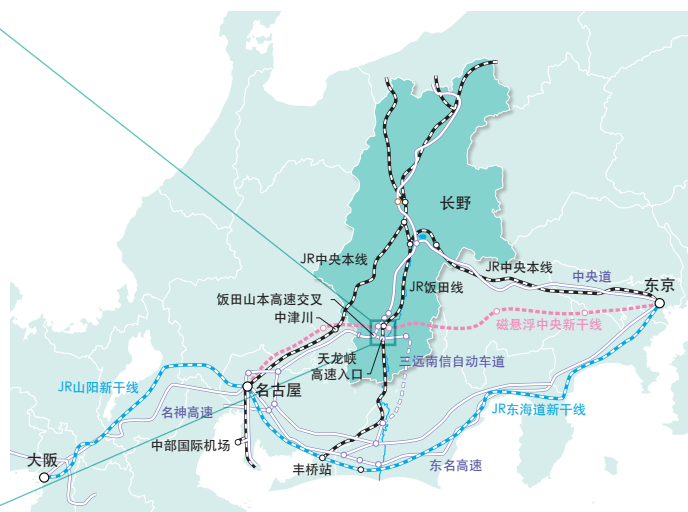 长野
JR中央本线
JR中央本线
中央道
东京
JR饭田线
饭田山本高速交叉
中津川
磁悬浮中央新干线
天龙峡
高速入口
三远南信自动车道
JR山阳新干线
名古屋
名神高速
JR东海道新干线
中部国际机场
大阪
丰桥站
东名高速